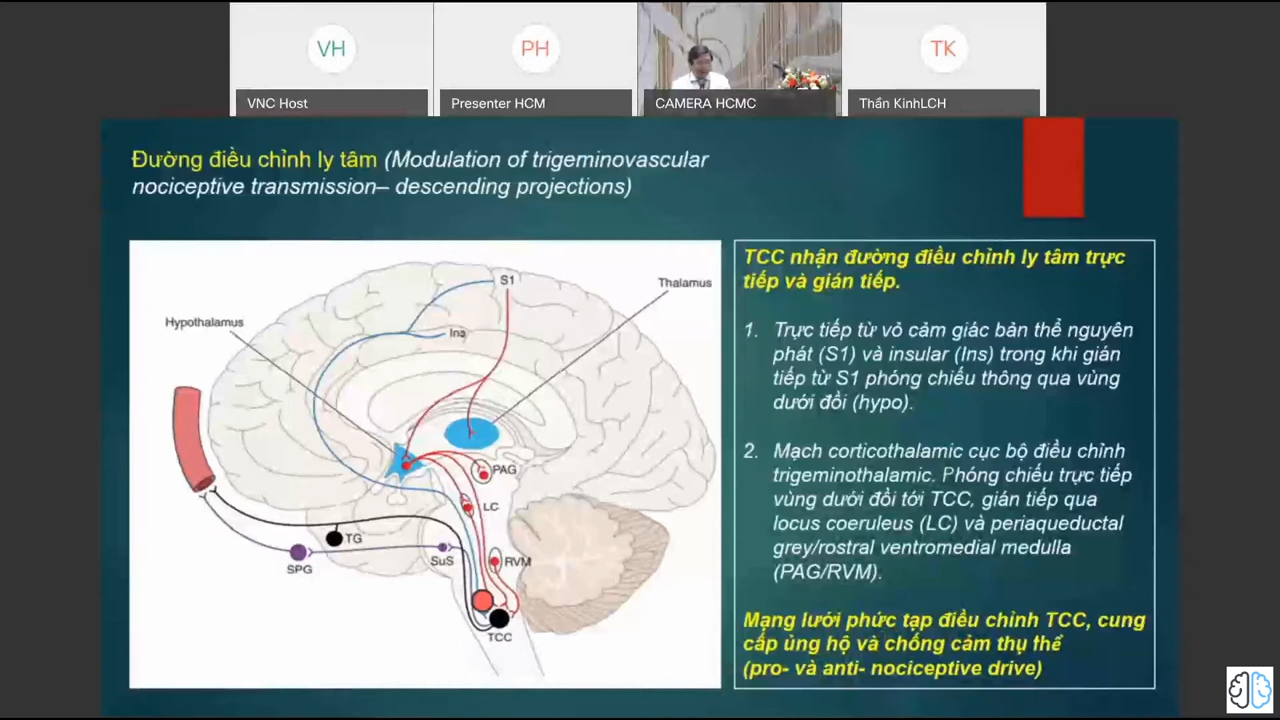 VH
PH
TK
VNC Host
Presenter HCM
CAMERA HCMC
Thần KinhLCH
Đường điều chỉnh ly tâm (Modulation of trigeminovascular
nociceptive transmission– descending projections)
S1
Thalamus
Hypothalamus
Ins
PAG
LC
TG
SPG
SuS
RVM
TCC
TCC nhận đường điều chỉnh ly tâm trực
tiếp và gián tiếp.
1. Trực tiếp từ vỏ cảm giác bản thể nguyên
phát (S1) và insular (Ins) trong khi gián
tiếp từ S1 phóng chiếu thông qua vùng
dưới đồi (hypo).
2. Mạch corticothalamic cục bộ điều chỉnh
trigeminothalamic. Phóng chiếu trực tiếp
vùng dưới đồi tới TCC, gián tiếp qua
locus coeruleus (LC) và periaqueductal
grey/rostral ventromedial medulla
(PAG/RVM).
Mạng lưới phức tạp điều chỉnh TCC, cung
cấp ủng hộ và chống cảm thụ thể
(pro- và anti- nociceptive drive)